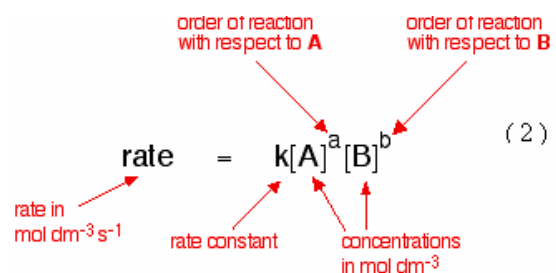 order of reaction
with respect to A
order of reaction
with respect to B
rate = k[A]^a[B]^b
(2)
rate in
mol dm⁻³ s⁻¹
rate constant
concentrations
in mol dm⁻³